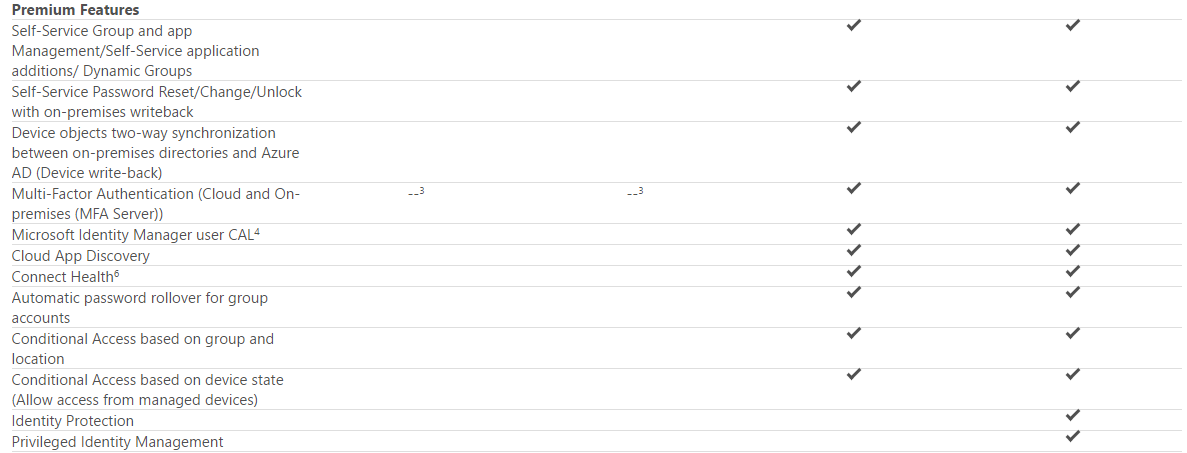 Premium Features
Self-Service Group and app
Management/Self-Service application
additions/ Dynamic Groups
Self-Service Password Reset/Change/Unlock
with on-premises writeback
Device objects two-way synchronization
between on-premises directories and Azure
AD (Device write-back)
Multi-Factor Authentication (Cloud and On- --³ --³
premises (MFA Server))
Microsoft Identity Manager user CAL⁴
Cloud App Discovery
Connect Health⁶
Automatic password rollover for group
accounts
Conditional Access based on group and
location
Conditional Access based on device state
(Allow access from managed devices)
Identity Protection
Privileged Identity Management